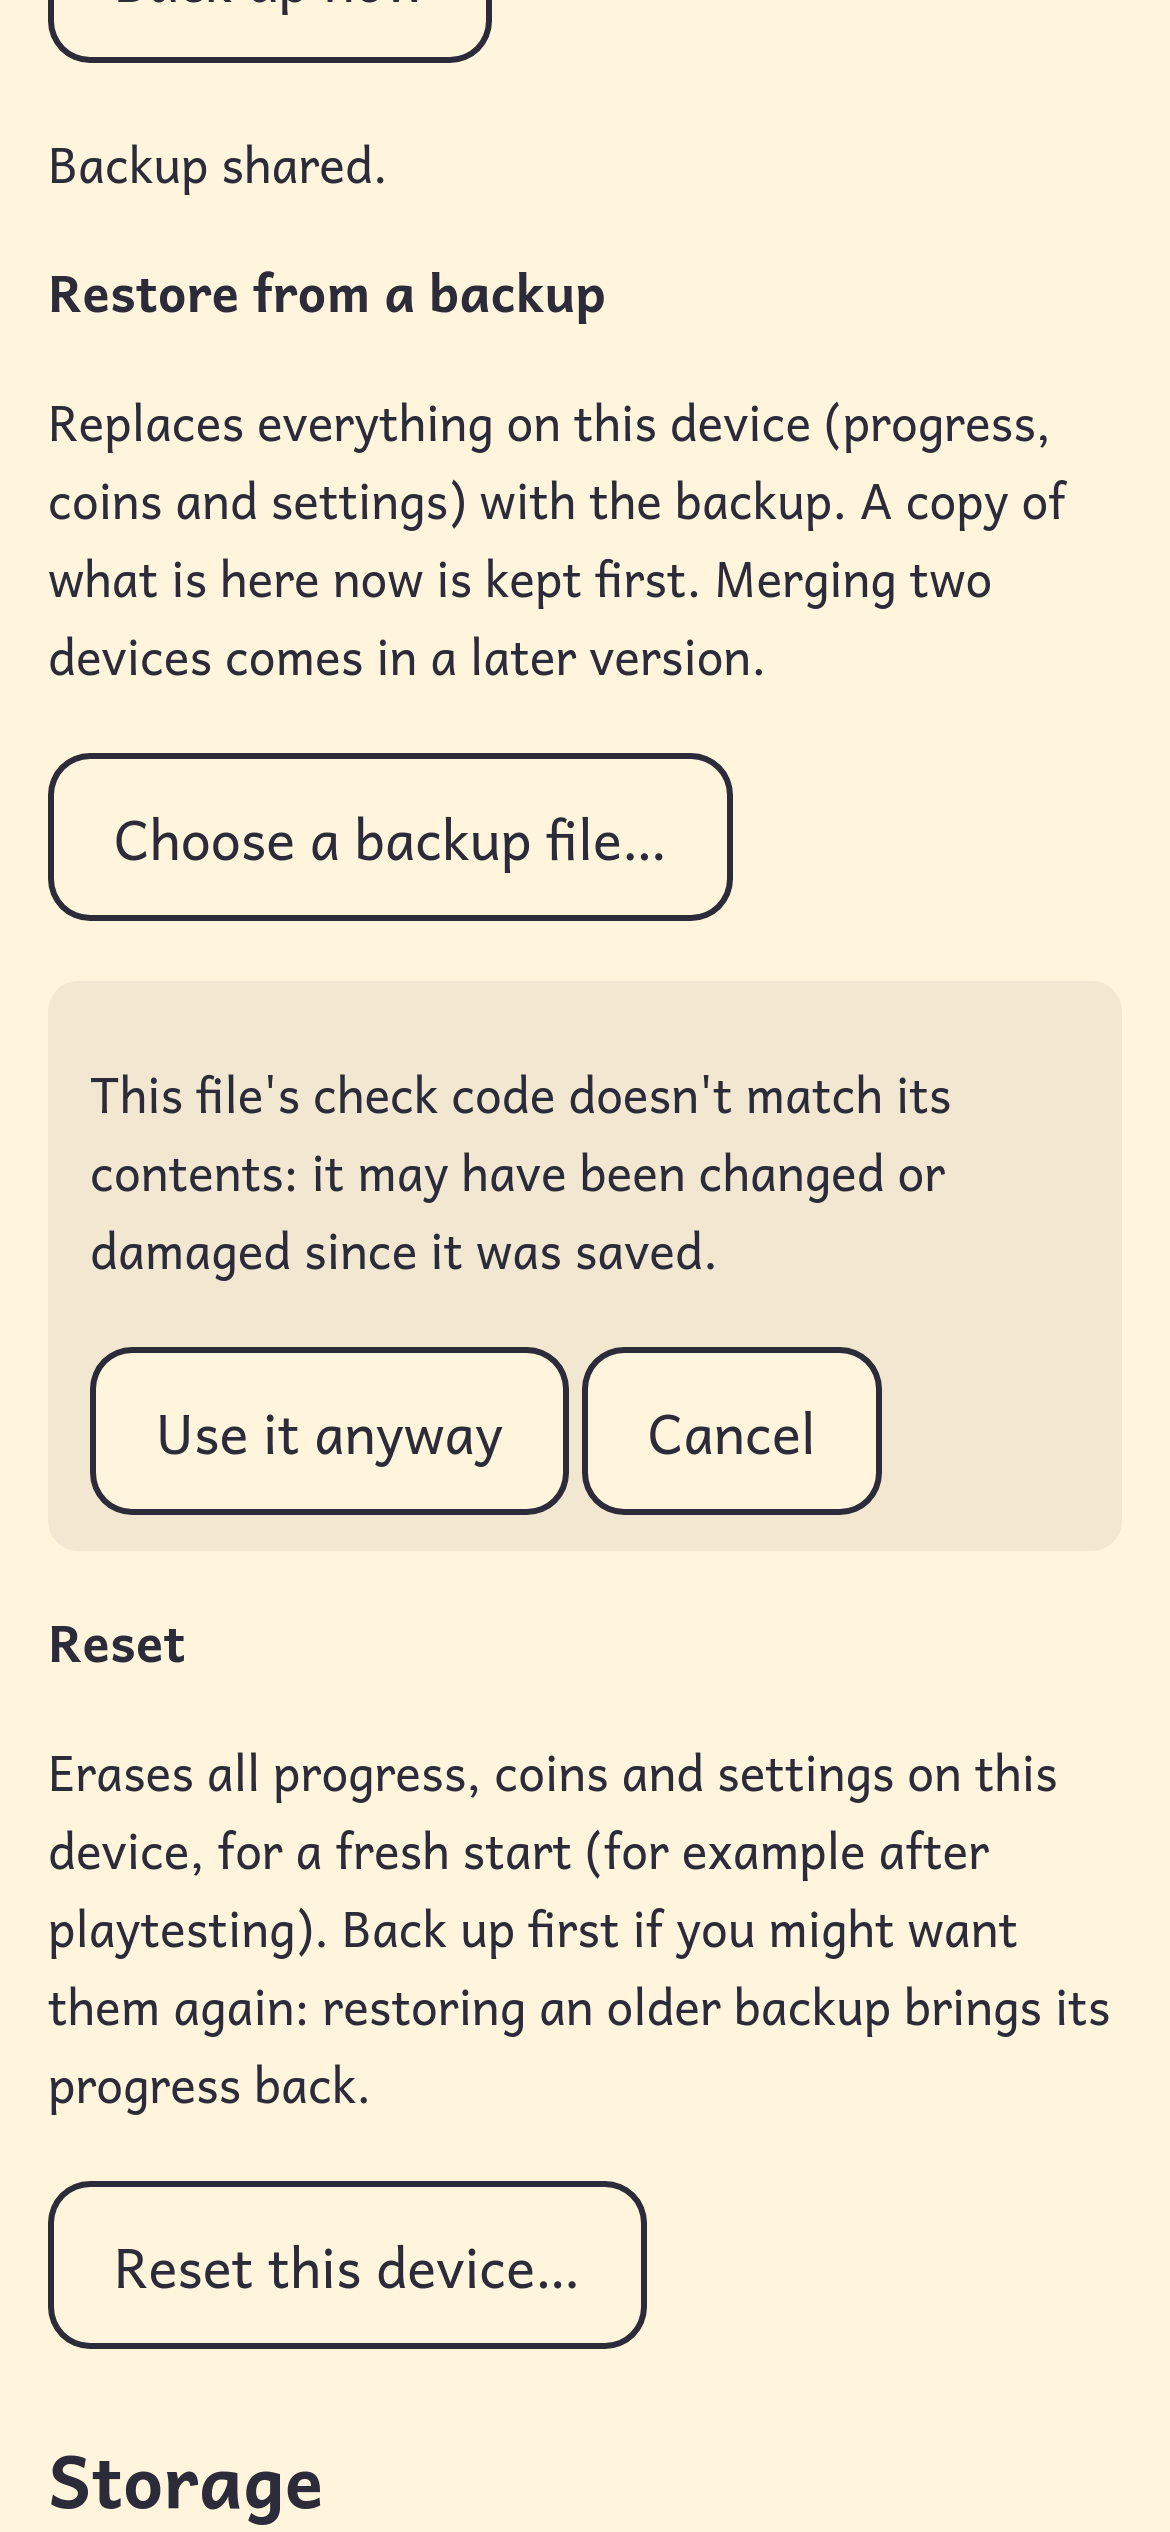 Back up now
Backup shared.
Restore from a backup
Replaces everything on this device (progress,
coins and settings) with the backup. A copy of
what is here now is kept first. Merging two
devices comes in a later version.
Choose a backup file...
This file's check code doesn't match its
contents: it may have been changed or
damaged since it was saved.
Use it anyway
Cancel
Reset
Erases all progress, coins and settings on this
device, for a fresh start (for example after
playtesting). Back up first if you might want
them again: restoring an older backup brings its
progress back.
Reset this device...
Storage